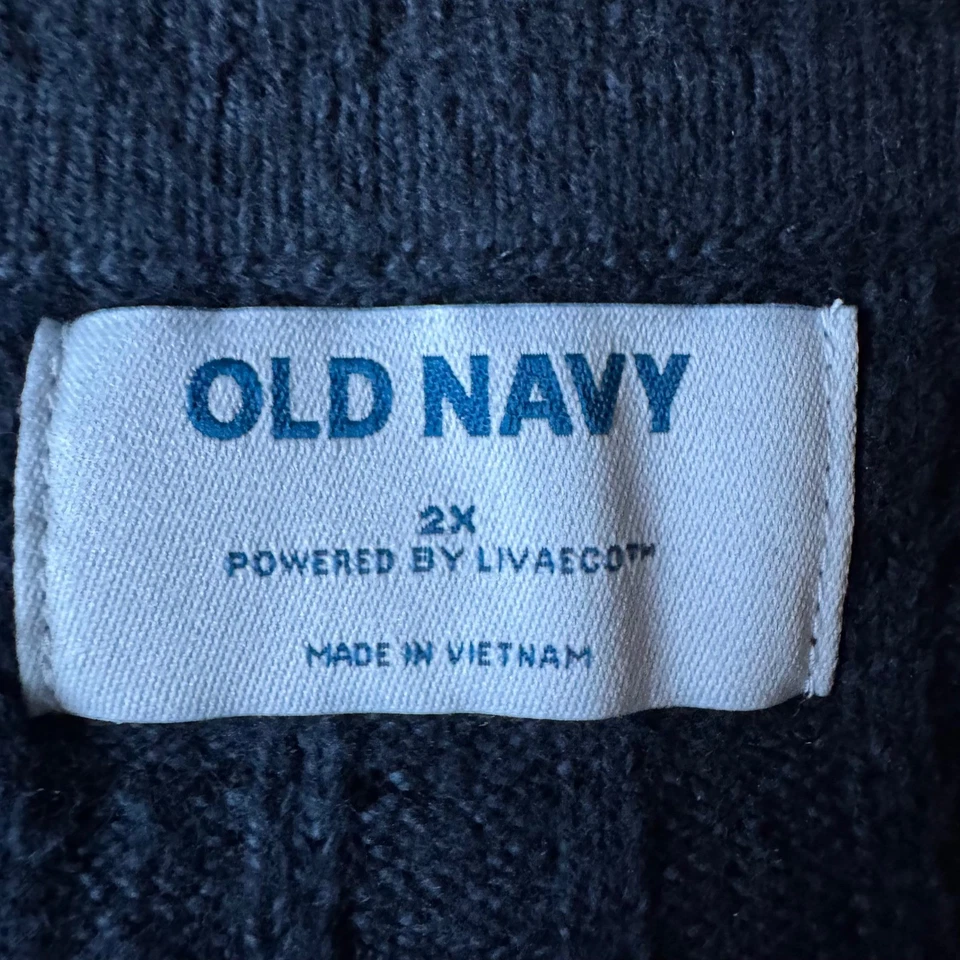 OLD NAVY
2X
POWERED BY LIVAECO™
MADE IN VIETNAM